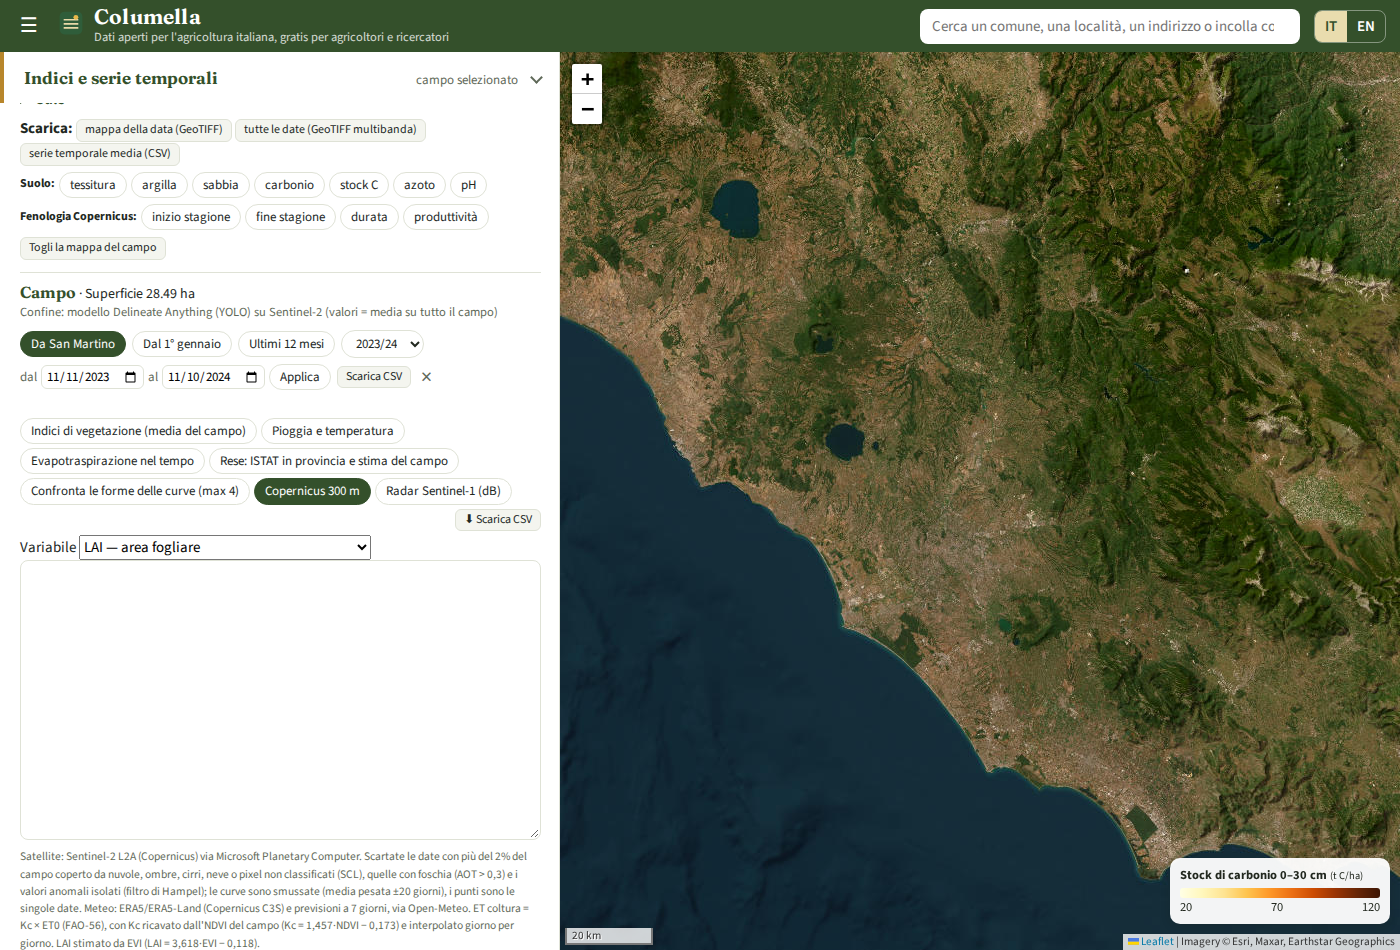 ☰ Columella
Dati aperti per l'agricoltura italiana, gratis per agricoltori e ricercatori
Cerca un comune, una località, un indirizzo o incolla cc
IT EN
Indici e serie temporali
campo selezionato
Scarica: mappa della data (GeoTIFF) tutte le date (GeoTIFF multibanda)
serie temporale media (CSV)
Suolo: tessitura argilla sabbia carbonio stock C azoto pH
Fenologia Copernicus: inizio stagione fine stagione durata produttività
Togli la mappa del campo
Campo · Superficie 28.49 ha
Confine: modello Delineate Anything (YOLO) su Sentinel-2 (valori = media su tutto il campo)
Da San Martino Dal 1° gennaio Ultimi 12 mesi 2023/24
dal 11/11/2023 al 11/10/2024 Applica Scarica CSV ✕
Indici di vegetazione (media del campo) Pioggia e temperatura
Evapotraspirazione nel tempo Rese: ISTAT in provincia e stima del campo
Confronta le forme delle curve (max 4) Copernicus 300 m Radar Sentinel-1 (dB)
⬇ Scarica CSV
Variabile LAI — area fogliare
Satellite: Sentinel-2 L2A (Copernicus) via Microsoft Planetary Computer. Scartate le date con più del 2% del
campo coperto da nuvole, ombre, cirri, neve o pixel non classificati (SCL), quelle con foschia (AOT > 0,3) e i
valori anomali isolati (filtro di Hampel); le curve sono smussate (media pesata ±20 giorni), i punti sono le
singole date. Meteo: ERA5/ERA5-Land (Copernicus C3S) e previsioni a 7 giorni, via Open-Meteo. ET coltura =
Kc × ET0 (FAO-56), con Kc ricavato dall'NDVI del campo (Kc = 1,457·NDVI − 0,173) e interpolato giorno per
giorno. LAI stimato da EVI (LAI = 3,618·EVI − 0,118).
+
−
Stock di carbonio 0–30 cm (t C/ha)
20 70 120
20 km
Leaflet | Imagery © Esri, Maxar, Earthstar Geographics